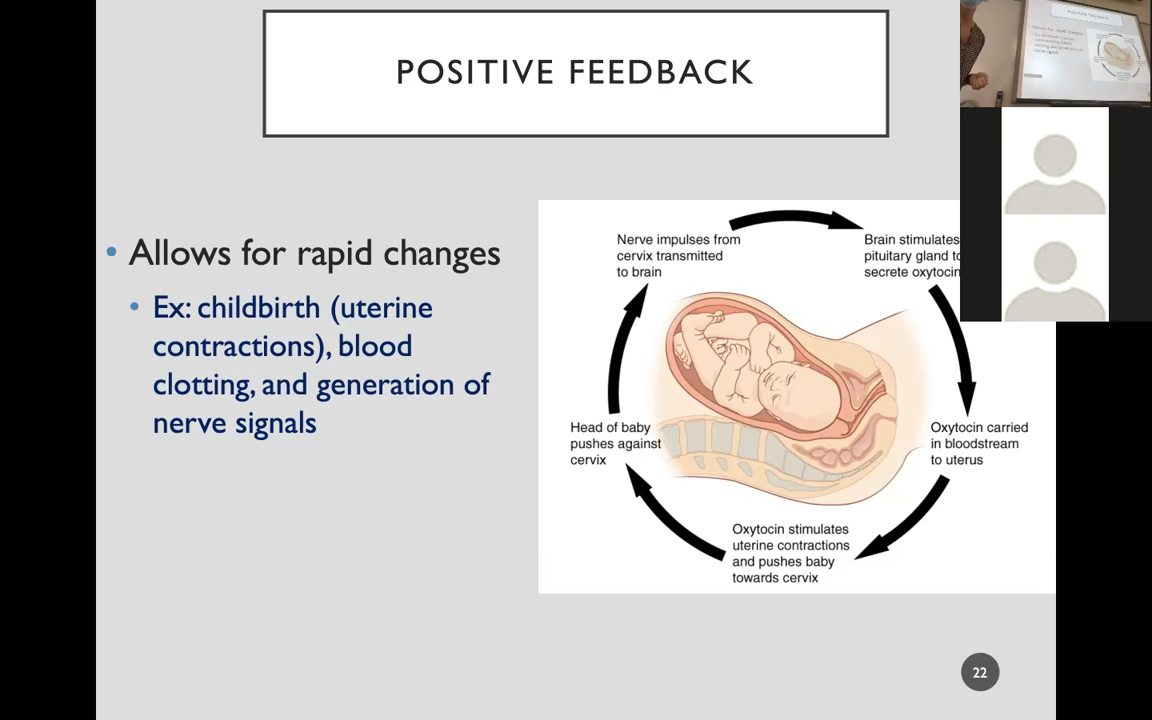 POSITIVE FEEDBACK
• Allows for rapid changes
• Ex: childbirth (uterine
contractions), blood
clotting, and generation of
nerve signals
Nerve impulses from
cervix transmitted
to brain
Brain stimulates
pituitary gland
secrete oxytocin
Oxytocin carried
in bloodstream
to uterus
Oxytocin stimulates
uterine contractions
and pushes baby
towards cervix
Head of baby
pushes against
cervix
22